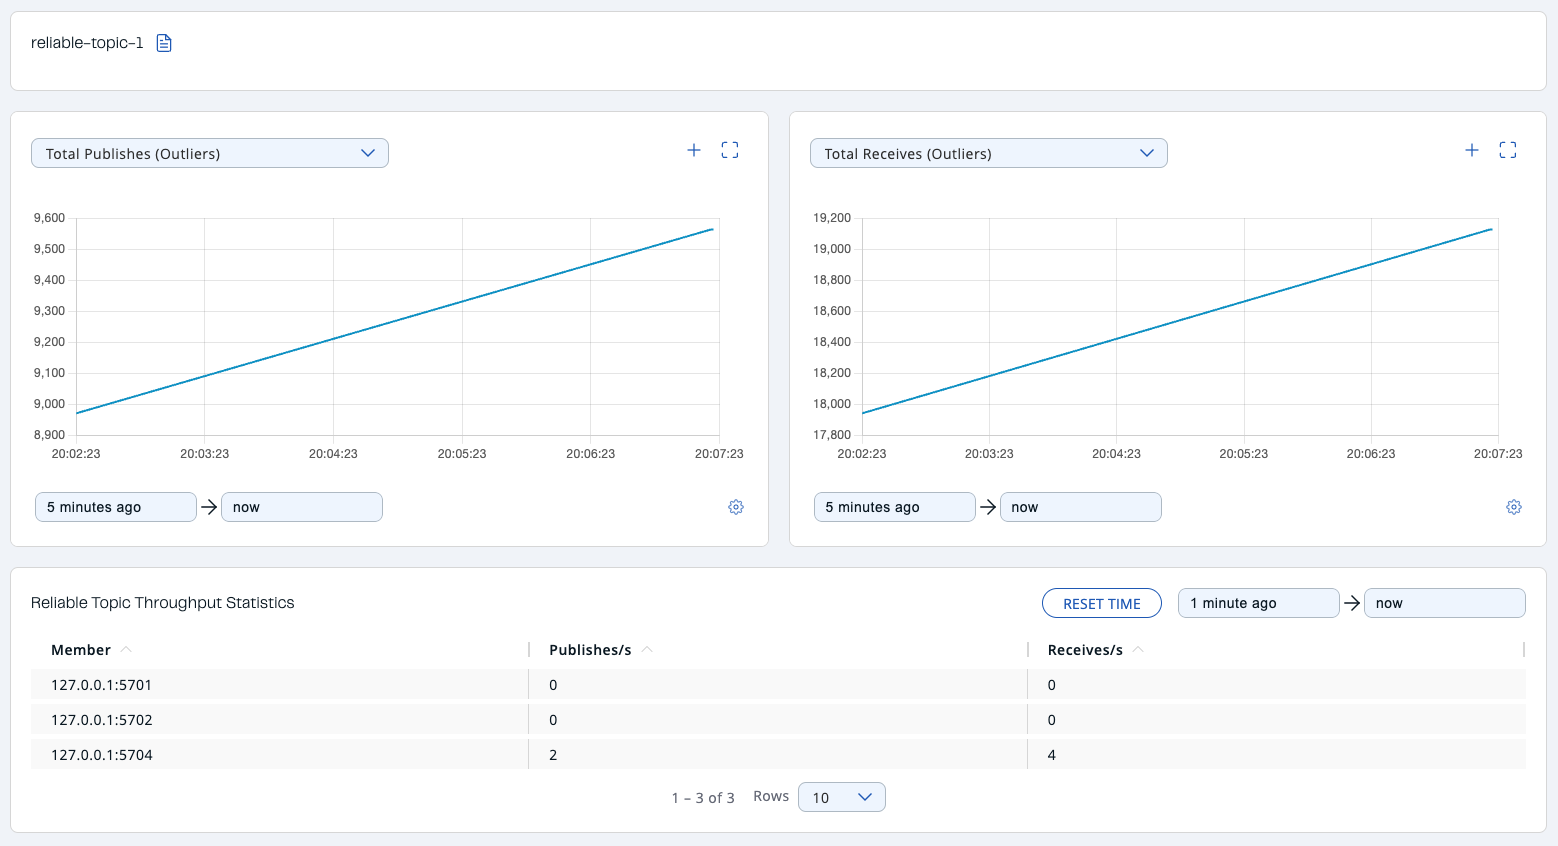 reliable-topic-1
Total Publishes (Outliers)
9,600
9,500
9,400
9,300
9,200
9,100
9,000
8,900
20:02:23 20:03:23 20:04:23 20:05:23 20:06:23 20:07:23
5 minutes ago now
Total Receives (Outliers)
19,200
19,000
18,800
18,600
18,400
18,200
18,000
17,800
20:02:23 20:03:23 20:04:23 20:05:23 20:06:23 20:07:23
5 minutes ago now
Reliable Topic Throughput Statistics RESET TIME 1 minute ago now
Member Publishes/s Receives/s
127.0.0.1:5701 0 0
127.0.0.1:5702 0 0
127.0.0.1:5704 2 4
1 – 3 of 3 Rows 10